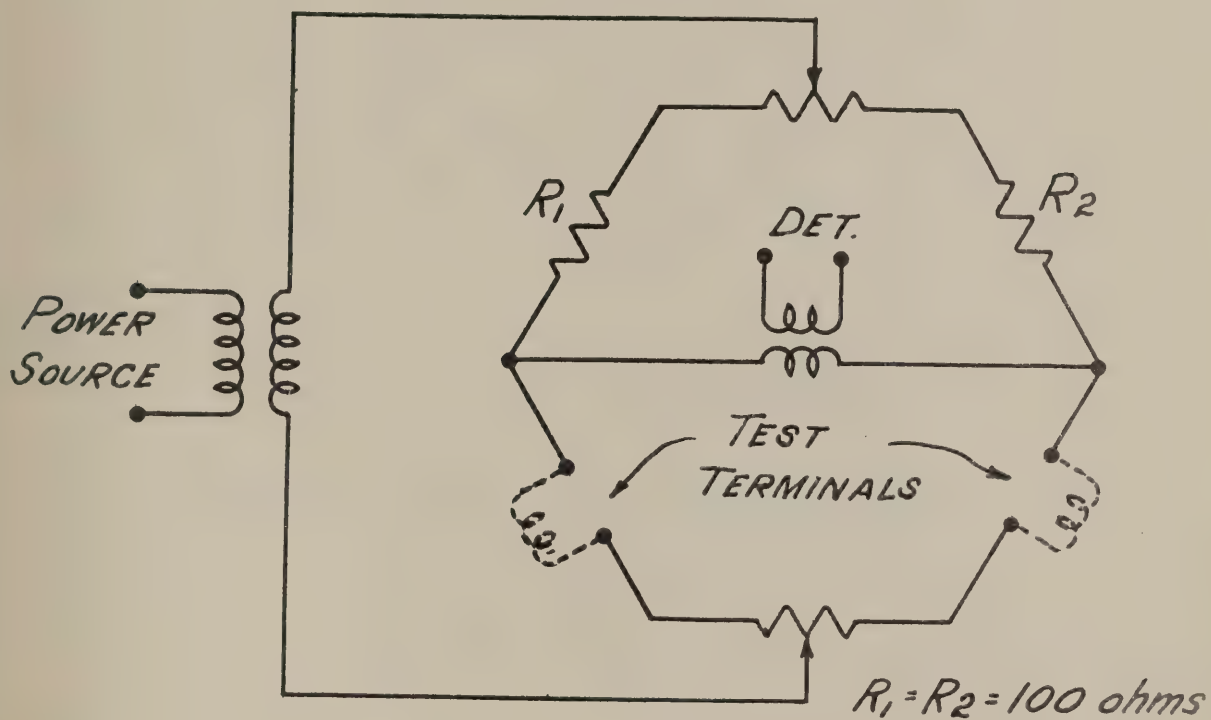 R₁
R₂
DET.
POWER
SOURCE
TEST
TERMINALS
R₁ = R₂ = 100 ohms